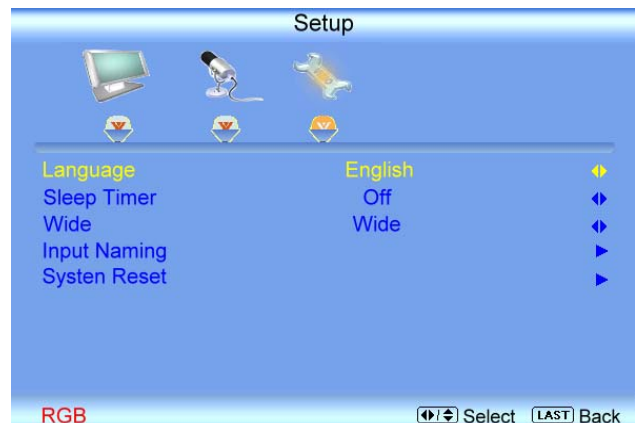 Setup
Language English
Sleep Timer Off
Wide Wide
Input Naming
Systen Reset
RGB Select LAST Back